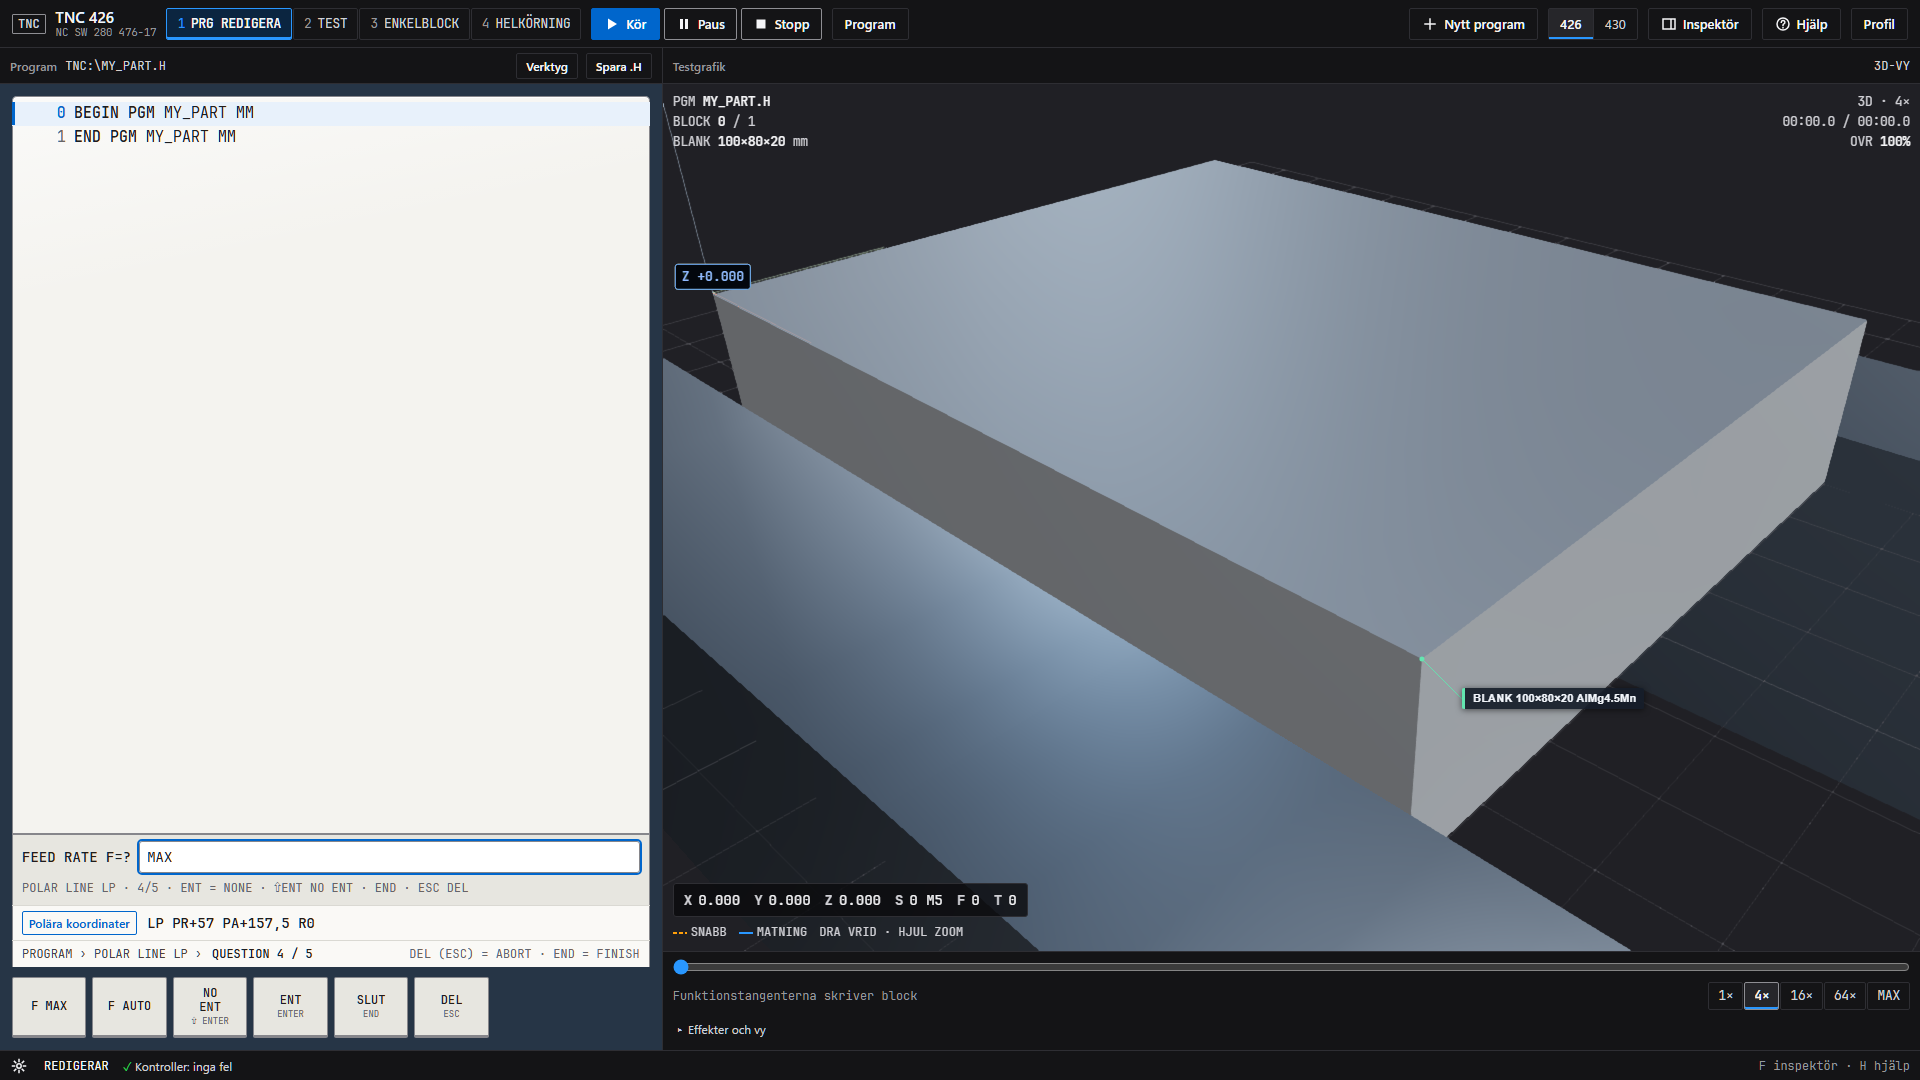 TNC
TNC 426
NC SW 280 476-17
1 PRG REDIGERA
2 TEST
3 ENKELBLOCK
4 HELKÖRNING
Kör
Paus
Stopp
Program
Nytt program
426
430
Inspektör
Hjälp
Profil
Program TNC:\MY_PART.H
Verktyg
Spara .H
Testgrafik
3D-VY
0 BEGIN PGM MY_PART MM
1 END PGM MY_PART MM
PGM MY_PART.H
BLOCK 0 / 1
BLANK 100×80×20 mm
3D · 4×
00:00.0 / 00:00.0
OVR 100%
Z +0.000
BLANK 100×80×20 AlMg4.5Mn
FEED RATE F=? MAX
POLAR LINE LP · 4/5 · ENT = NONE · ⇧ENT NO ENT · END · ESC DEL
Polära koordinater LP PR+57 PA+157,5 R0
PROGRAM › POLAR LINE LP › QUESTION 4 / 5
DEL (ESC) = ABORT · END = FINISH
F MAX
F AUTO
NO ENT
⇧ ENTER
ENT
ENTER
SLUT
END
DEL
ESC
X 0.000 Y 0.000 Z 0.000 S 0 M5 F 0 T 0
SNABB MATNING DRA VRID · HJUL ZOOM
Funktionstangenterna skriver block
1×
4×
16×
64×
MAX
▸ Effekter och vy
REDIGERAR
✓ Kontroller: inga fel
F inspektör · H hjälp